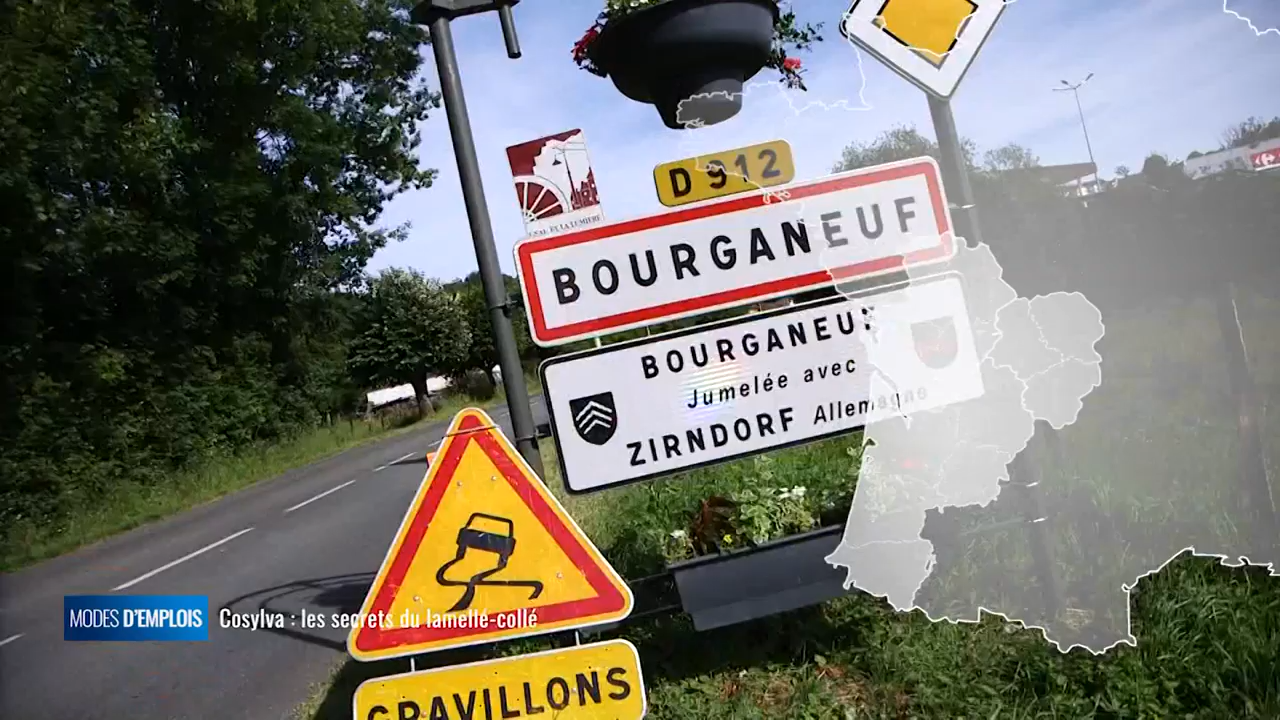 D 912
BOURGANEUF
BOURGANEUF
Jumelée avec
ZIRNDORF Allemagne
MODES D'EMPLOIS
Cosylva : les secrets du lamellé-collé
GRAVILLONS